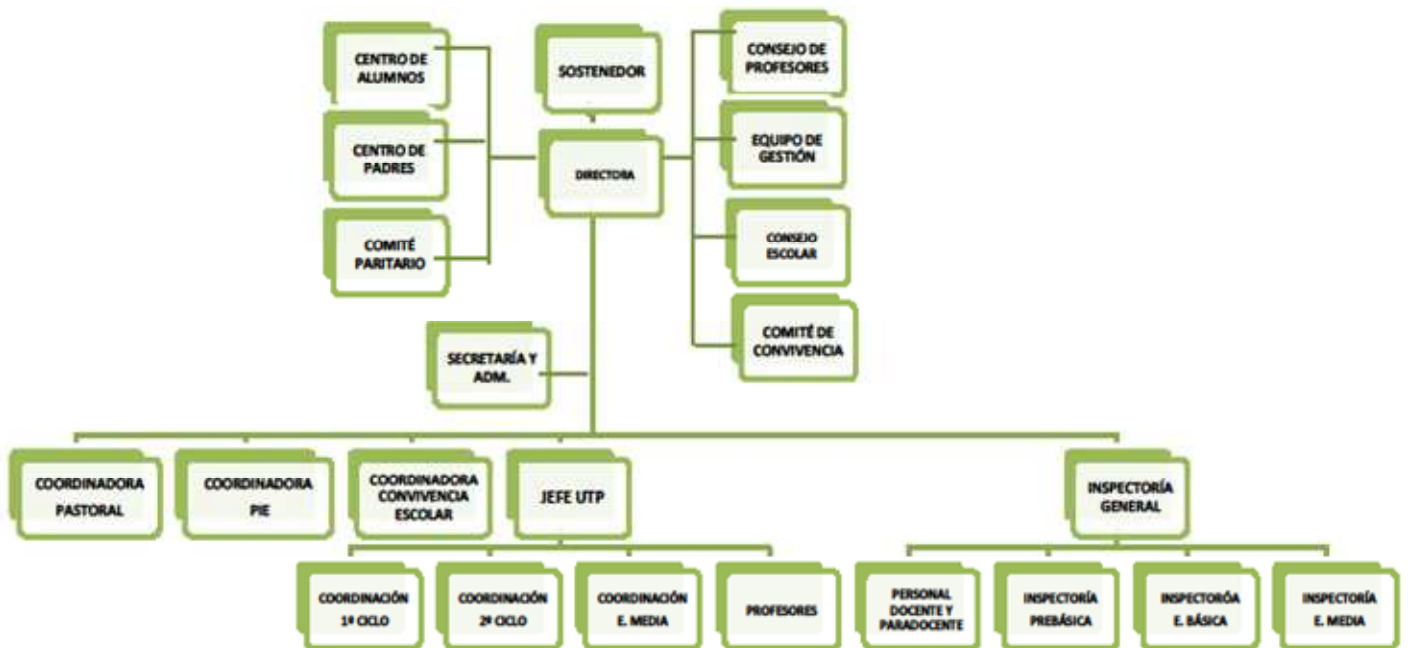 CENTRO DE
ALUMNOS
SOSTENEDOR
CONSEJO DE
PROFESORES
CENTRO DE
PADRES
DIRECTORA
EQUIPO DE
GESTIÓN
COMITÉ
PARITARIO
CONSEJO
ESCOLAR
SECRETARÍA Y
ADM.
COMITÉ DE
CONVIVENCIA
COORDINADORA
PASTORAL
COORDINADORA
PIE
COORDINADORA
CONVIVENCIA
ESCOLAR
JEFE UTP
INSPECTORÍA
GENERAL
COORDINACIÓN
1º CICLO
COORDINACIÓN
2º CICLO
COORDINACIÓN
E. MEDIA
PROFESORES
PERSONAL
DOCENTE Y
PARADOCENTE
INSPECTORÍA
PREBÁSICA
INSPECTORÓA
E. BÁSICA
INSPECTORÍA
E. MEDIA